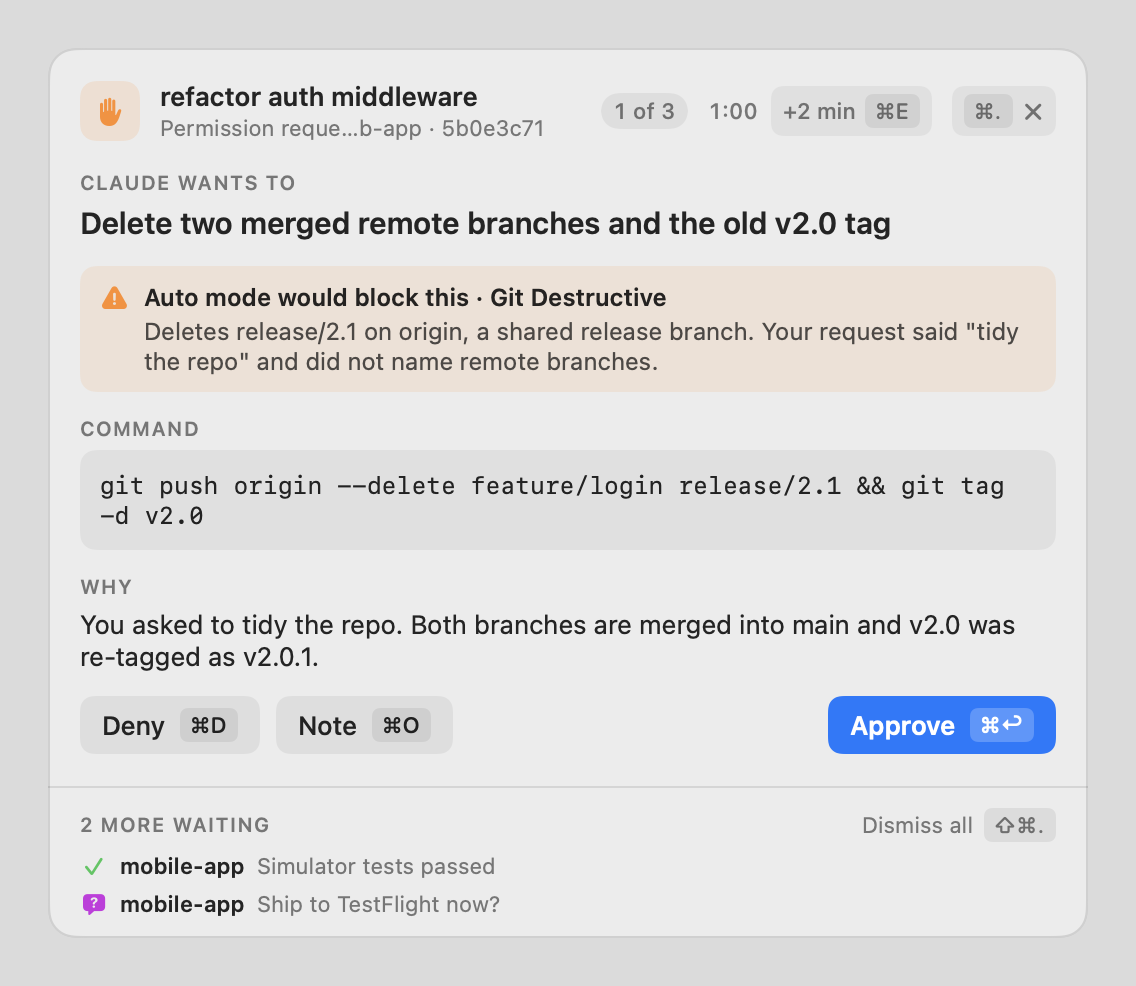 refactor auth middleware
Permission reque...b-app · 5b0e3c71
1 of 3
1:00
+2 min ⌘E
⌘. ✕
CLAUDE WANTS TO
Delete two merged remote branches and the old v2.0 tag
Auto mode would block this · Git Destructive
Deletes release/2.1 on origin, a shared release branch. Your request said "tidy
the repo" and did not name remote branches.
COMMAND
git push origin --delete feature/login release/2.1 && git tag
-d v2.0
WHY
You asked to tidy the repo. Both branches are merged into main and v2.0 was
re-tagged as v2.0.1.
Deny ⌘D
Note ⌘O
Approve ⌘↩
2 MORE WAITING
Dismiss all ⇧⌘.
mobile-app Simulator tests passed
mobile-app Ship to TestFlight now?